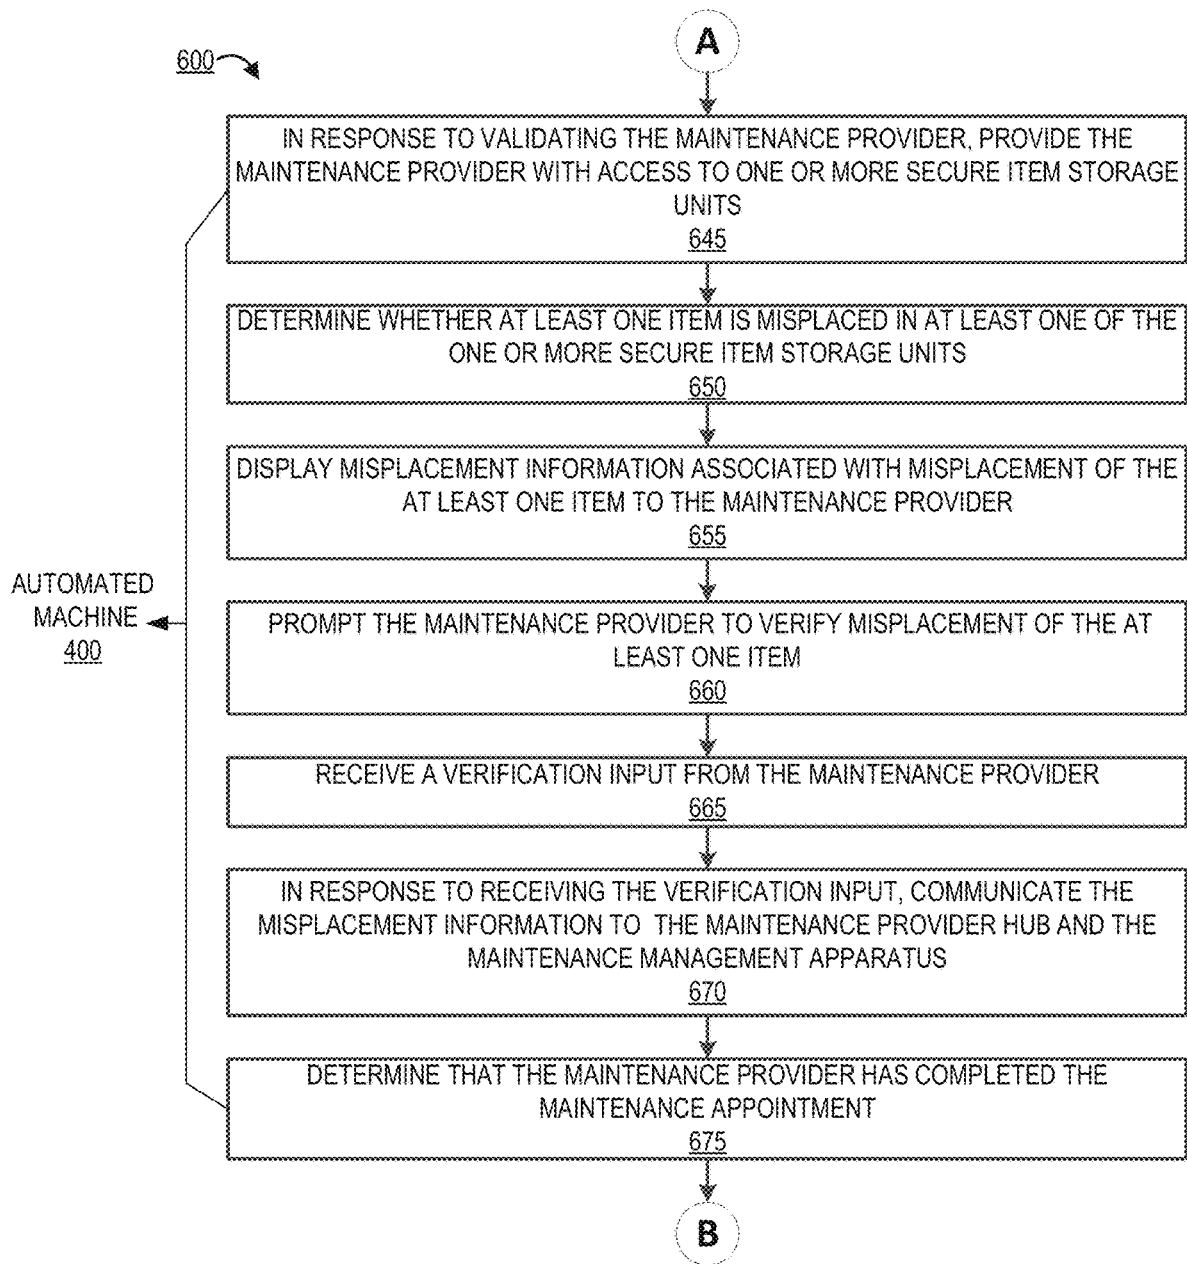 A
600
IN RESPONSE TO VALIDATING THE MAINTENANCE PROVIDER, PROVIDE THE
MAINTENANCE PROVIDER WITH ACCESS TO ONE OR MORE SECURE ITEM STORAGE
UNITS
645
DETERMINE WHETHER AT LEAST ONE ITEM IS MISPLACED IN AT LEAST ONE OF THE
ONE OR MORE SECURE ITEM STORAGE UNITS
650
DISPLAY MISPLACEMENT INFORMATION ASSOCIATED WITH MISPLACEMENT OF THE
AT LEAST ONE ITEM TO THE MAINTENANCE PROVIDER
655
AUTOMATED
MACHINE
400
PROMPT THE MAINTENANCE PROVIDER TO VERIFY MISPLACEMENT OF THE AT
LEAST ONE ITEM
660
RECEIVE A VERIFICATION INPUT FROM THE MAINTENANCE PROVIDER
665
IN RESPONSE TO RECEIVING THE VERIFICATION INPUT, COMMUNICATE THE
MISPLACEMENT INFORMATION TO THE MAINTENANCE PROVIDER HUB AND THE
MAINTENANCE MANAGEMENT APPARATUS
670
DETERMINE THAT THE MAINTENANCE PROVIDER HAS COMPLETED THE
MAINTENANCE APPOINTMENT
675
B